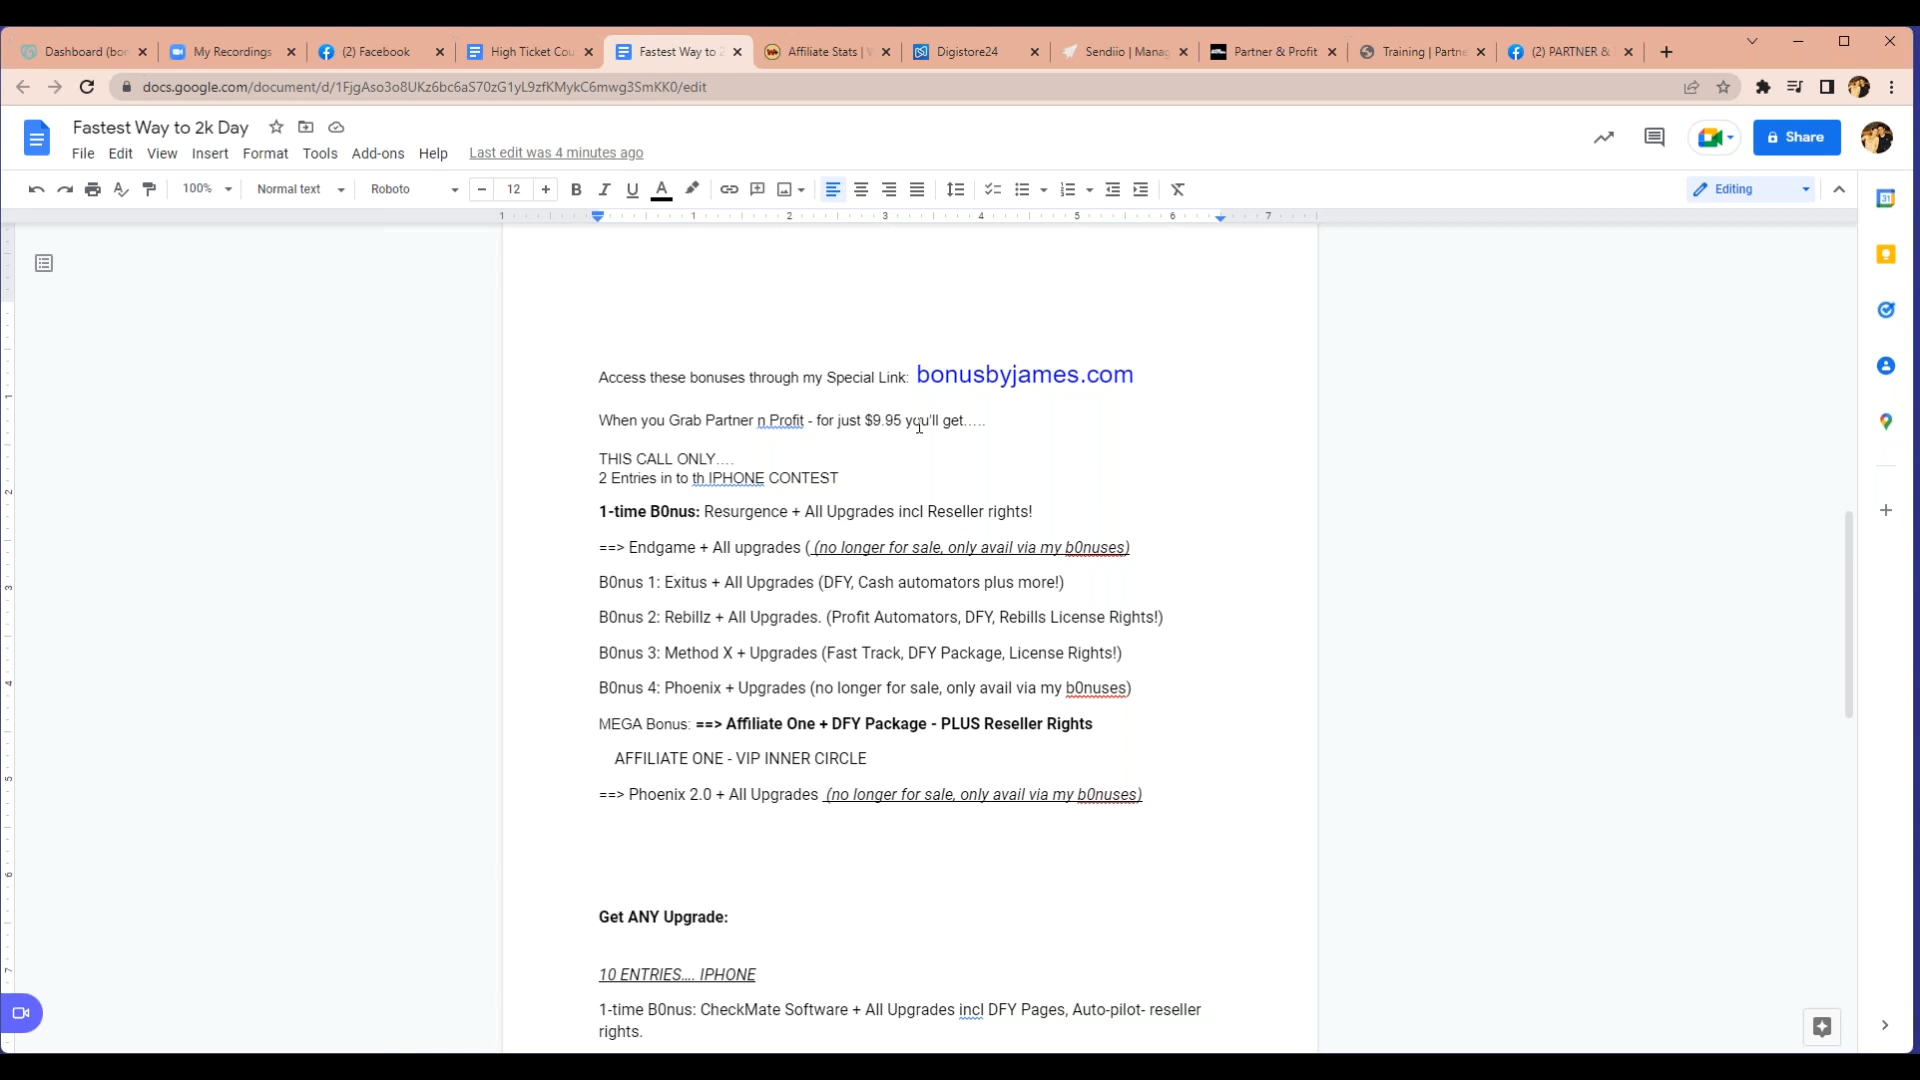 Dashboard (bo
My Recordings
(2) Facebook
High Ticket Cou
Fastest Way to 2
Affiliate Stats |
Digistore24
Sendiio | Manag
Partner & Profit
Training | Partne
(2) PARTNER &
docs.google.com/document/d/1FjgAso3o8UKz6bc6aS70zG1yL9zfKMykC6mwg3SmKK0/edit
Fastest Way to 2k Day
File Edit View Insert Format Tools Add-ons Help Last edit was 4 minutes ago
Share
100% Normal text Roboto 12 Editing
1 1 2 3 4 5 6 7
Access these bonuses through my Special Link: bonusbyjames.com
When you Grab Partner n Profit - for just $9.95 you'll get…..
THIS CALL ONLY….
2 Entries in to th IPHONE CONTEST
1-time B0nus: Resurgence + All Upgrades incl Reseller rights!
==> Endgame + All upgrades ( (no longer for sale, only avail via my b0nuses)
B0nus 1: Exitus + All Upgrades (DFY, Cash automators plus more!)
B0nus 2: Rebillz + All Upgrades. (Profit Automators, DFY, Rebills License Rights!)
B0nus 3: Method X + Upgrades (Fast Track, DFY Package, License Rights!)
B0nus 4: Phoenix + Upgrades (no longer for sale, only avail via my b0nuses)
MEGA Bonus: ==> Affiliate One + DFY Package - PLUS Reseller Rights
AFFILIATE ONE - VIP INNER CIRCLE
==> Phoenix 2.0 + All Upgrades (no longer for sale, only avail via my b0nuses)
Get ANY Upgrade:
10 ENTRIES…. IPHONE
1-time B0nus: CheckMate Software + All Upgrades incl DFY Pages, Auto-pilot- reseller
rights.